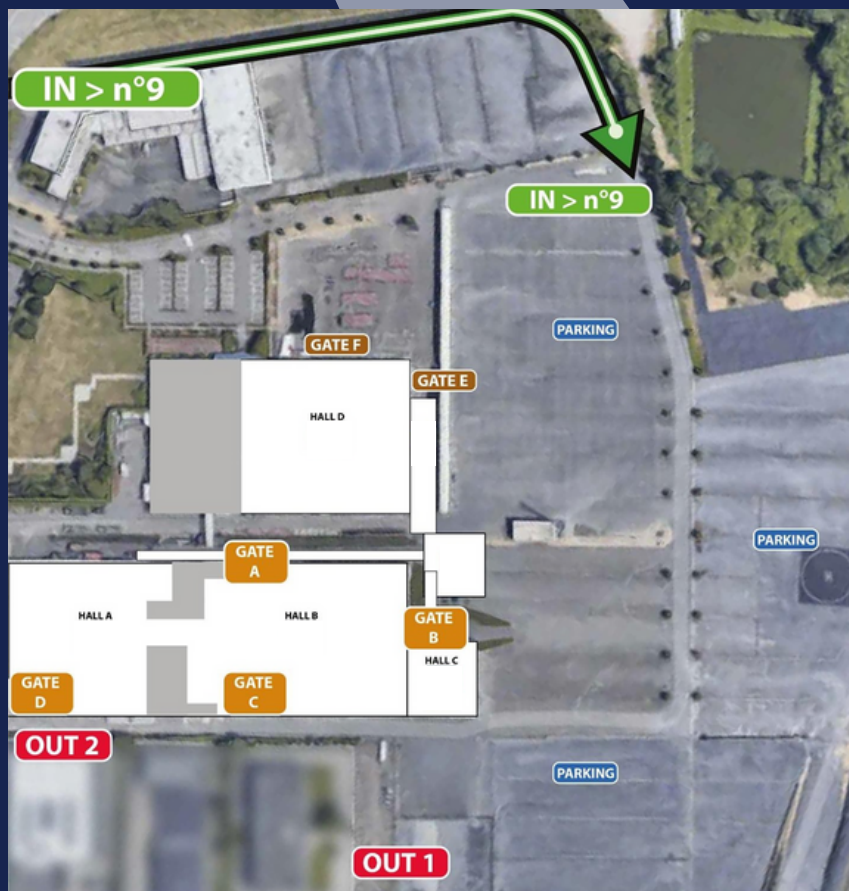 IN > n°9
IN > n°9
PARKING
GATE F
GATE E
HALL D
PARKING
GATE
A
HALL A
HALL B
GATE
B
HALL C
GATE
D
GATE
C
OUT 2
PARKING
OUT 1